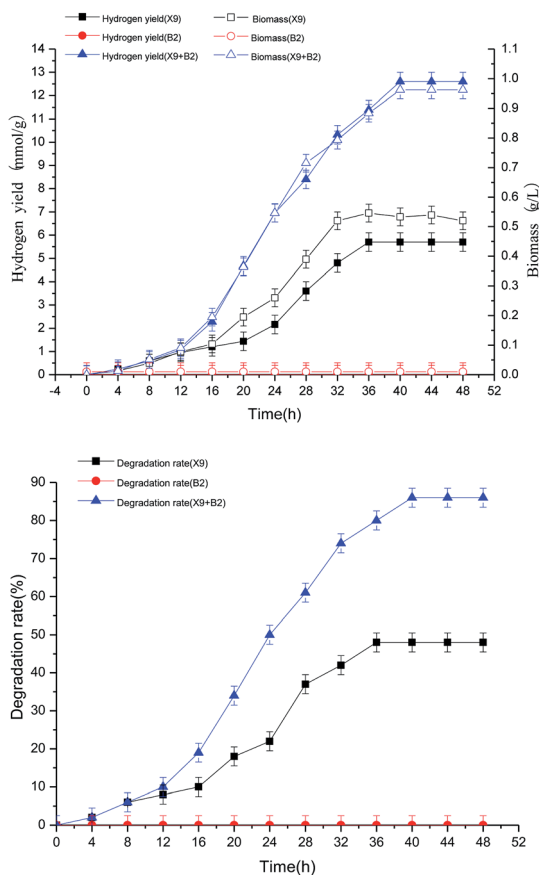 Hydrogen yield(X9) Biomass(X9)
Hydrogen yield(B2) Biomass(B2)
Hydrogen yield(X9+B2) Biomass(X9+B2)
14 1.1
13 1.0
12 0.9
11 0.8
10 0.7
9 0.6
8 0.5
7 0.4
6 0.3
5 0.2
4 0.1
3 0.0
2
1
0
Hydrogen yield (mmol/g)
Biomass (g/L)
-4 0 4 8 12 16 20 24 28 32 36 40 44 48 52
Time(h)
Degradation rate(X9)
Degradation rate(B2)
Degradation rate(X9+B2)
90
80
70
60
50
40
30
20
10
0
Degradation rate(%)
0 4 8 12 16 20 24 28 32 36 40 44 48 52
Time(h)